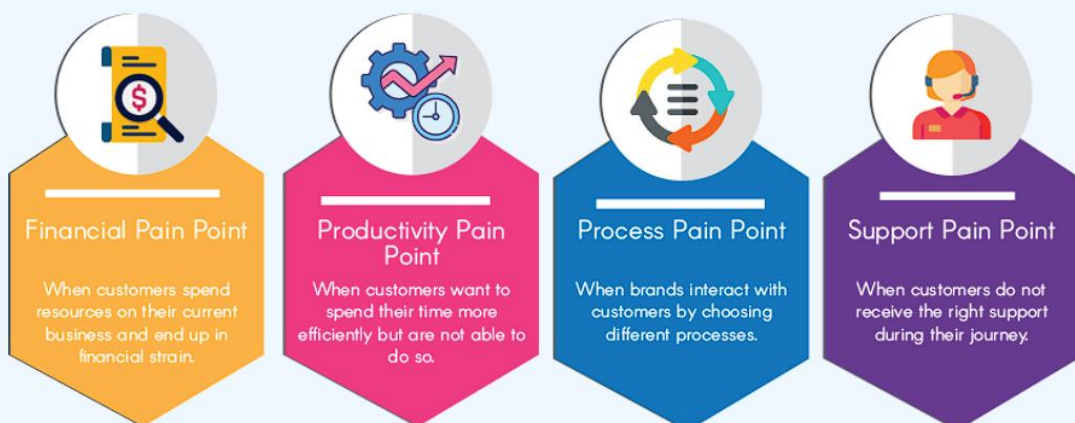 Financial Pain Point
When customers spend
resources on their current
business and end up in
financial strain.
Productivity Pain
Point
When customers want to
spend their time more
efficiently but are not able to
do so.
Process Pain Point
When brands interact with
customers by choosing
different processes.
Support Pain Point
When customers do not
receive the right support
during their journey.